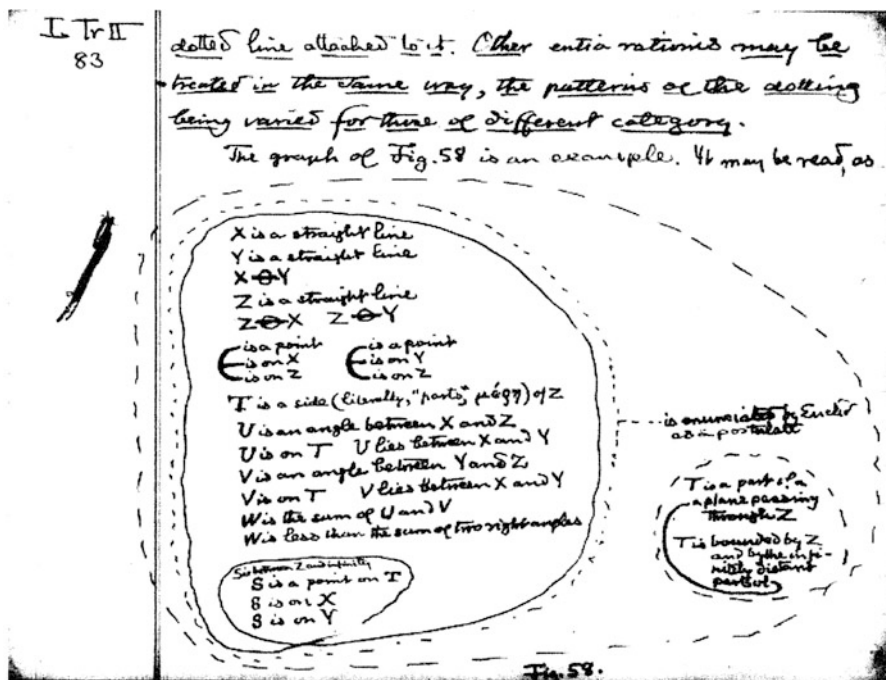 I Tr II
83
dotted line attached to it. Other entia rationis may be
treated in the same way, the patterns of the dotting
being varied for those of different category.
The graph of Fig. 58 is an example. It may be read, as
X is a straight line
Y is a straight line
X Y
Z is a straight line
Z X Z Y
is a point is a point
is on X is on Y
is on Z is on Z
T is a side (literally, "parts," μέρη) of Z
U is an angle between X and Z
U is on T U lies between X and Y
V is an angle between Y and Z
V is on T V lies between X and Y
W is the sum of U and V
W is less than the sum of two right angles
S is between Z and infinity
S is a point on T
S is on X
S is on Y
is enunciated by Euclid
as a postulate
T is a part of a
a plane passing
through Z
T is bounded by Z
and by the infi-
nitely distant
parts of
Fig. 58.